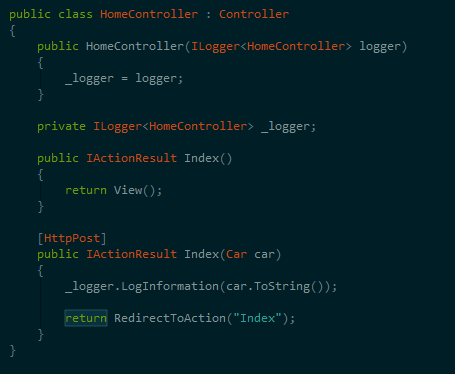 public class HomeController : Controller
{
    public HomeController(ILogger<HomeController> logger)
    {
        _logger = logger;
    }

    private ILogger<HomeController> _logger;

    public IActionResult Index()
    {
        return View();
    }

    [HttpPost]
    public IActionResult Index(Car car)
    {
        _logger.LogInformation(car.ToString());

        return RedirectToAction("Index");
    }
}